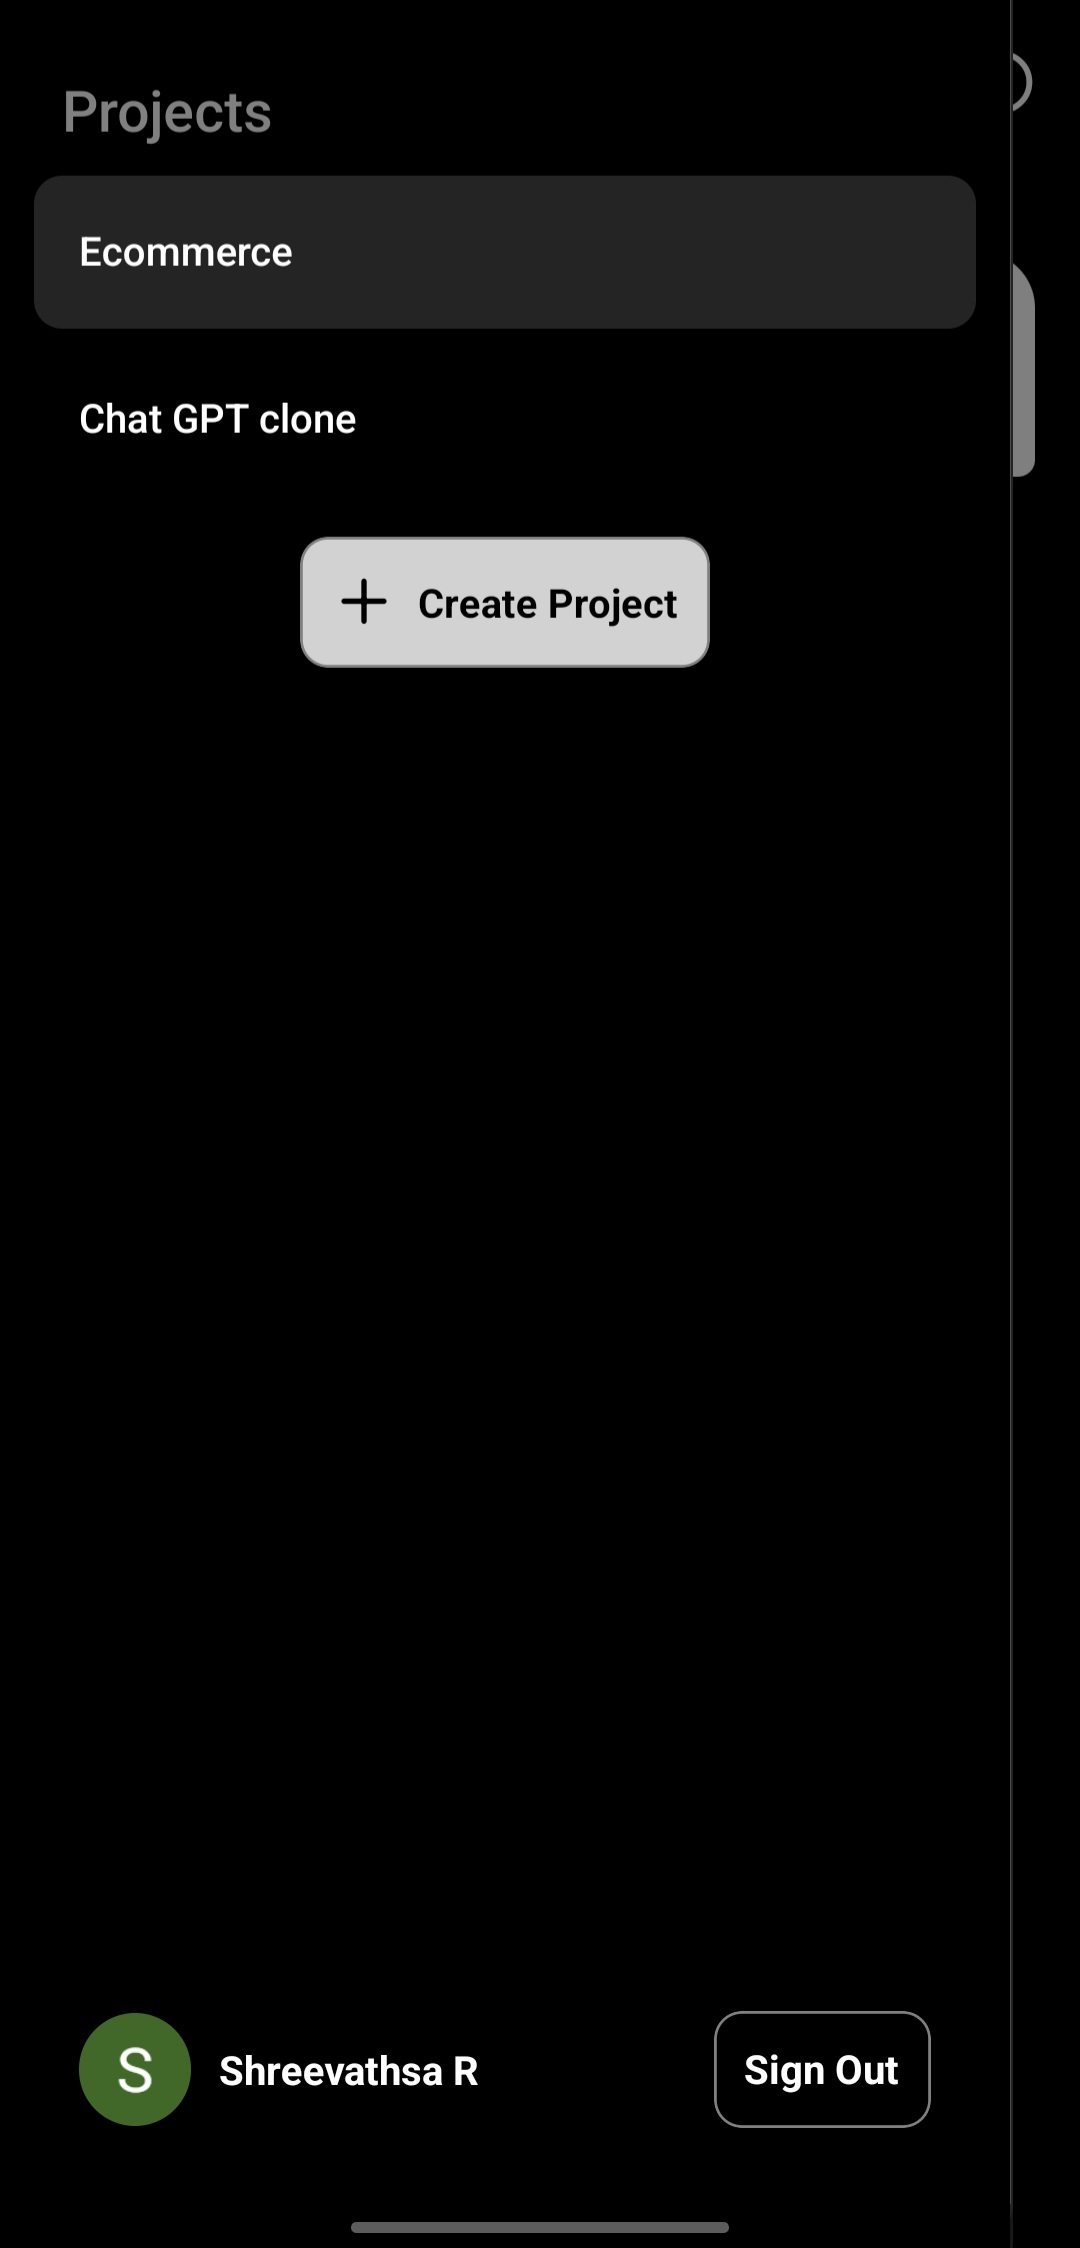 Projects
Ecommerce
Chat GPT clone
Create Project
S
Shreevathsa R
Sign Out